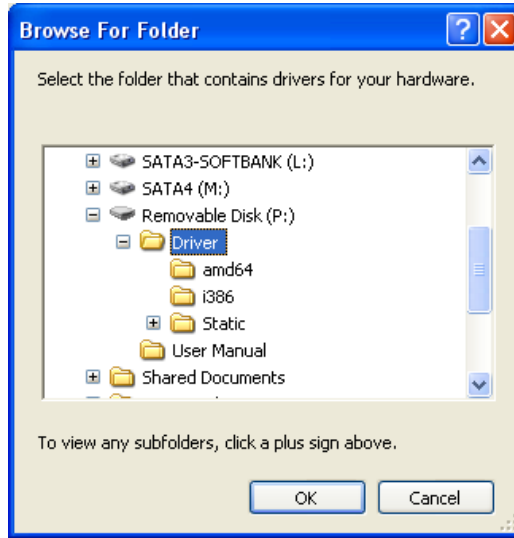 Browse For Folder
Select the folder that contains drivers for your hardware.
SATA3-SOFTBANK (L:)
SATA4 (M:)
Removable Disk (P:)
Driver
amd64
i386
Static
User Manual
Shared Documents
To view any subfolders, click a plus sign above.
OK
Cancel